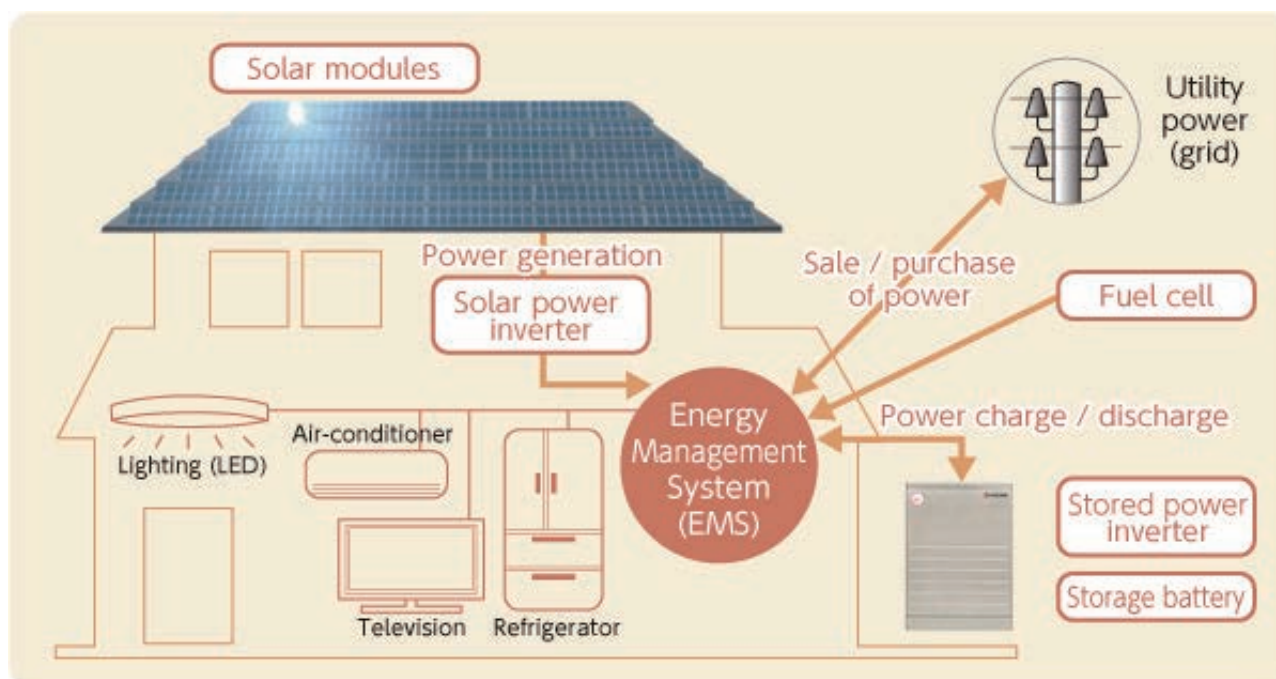 Solar modules
Utility
power
(grid)
Power generation
Solar power
inverter
Sale / purchase
of power
Fuel cell
Energy
Management
System
(EMS)
Power charge / discharge
Air-conditioner
Lighting (LED)
Stored power
inverter
Storage battery
Television
Refrigerator